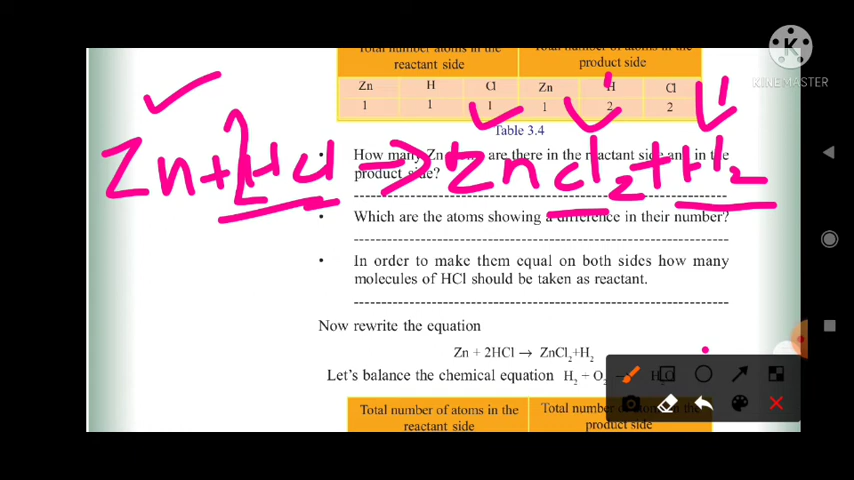 Total number atoms in the
reactant side
Total number of atoms in the
product side
Zn H Cl Zn H Cl
1 1 1 1 2 2
Table 3.4
Zn + 2HCl → ZnCl2 + H2
How many Zn are there in the reactant side and in the
product side?
• Which are the atoms showing a difference in their number?
• In order to make them equal on both sides how many
molecules of HCl should be taken as reactant.
Now rewrite the equation
Zn + 2HCl → ZnCl2+H2
Let's balance the chemical equation H2 + O2 H2O
Total number of atoms in the
reactant side
Total number of atoms in the
product side
K
KINEMASTER